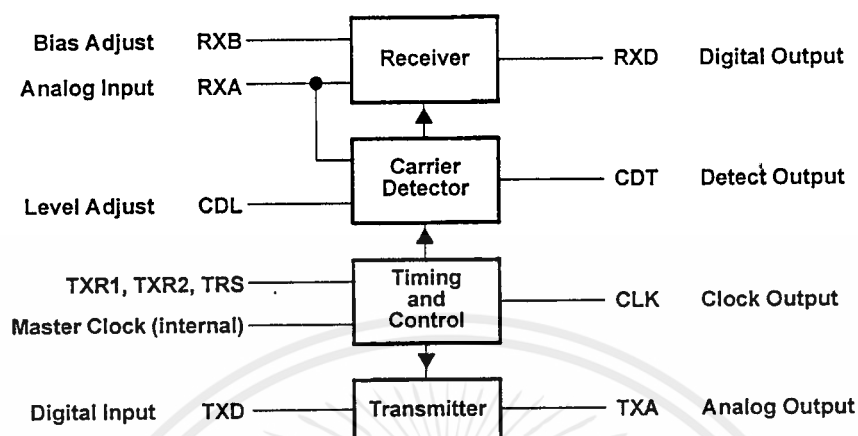 Bias Adjust RXB
Receiver
RXD Digital Output
Analog Input RXA
Carrier
Detector
CDT Detect Output
Level Adjust CDL
TXR1, TXR2, TRS
Timing
and
Control
CLK Clock Output
Master Clock (internal)
Digital Input TXD
Transmitter
TXA Analog Output